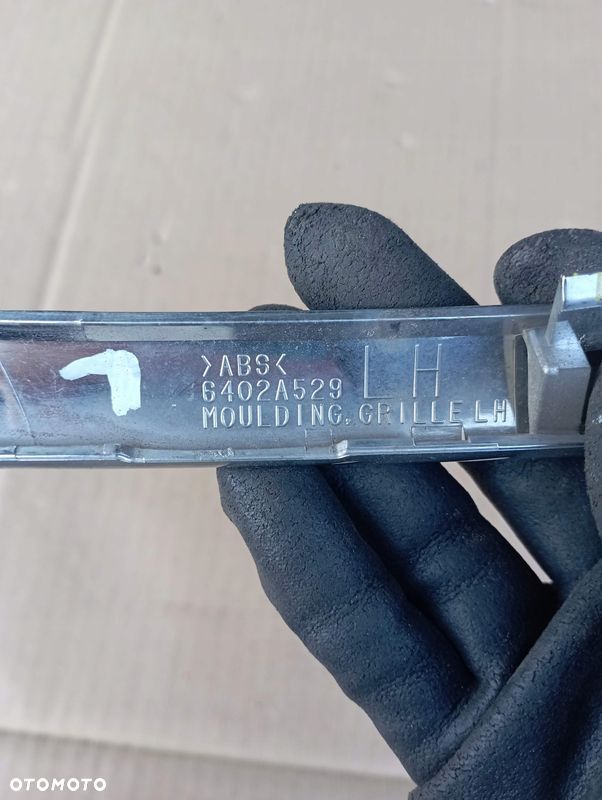 >ABS<
6402A529
LH
MOULDING, GRILLE LH
L
OTOMOTO